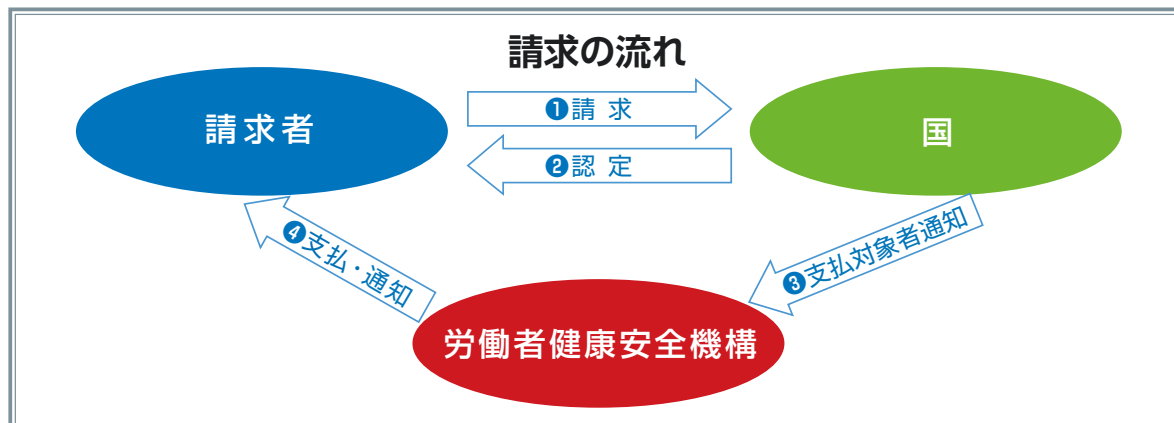 請求の流れ
請求者
❶請 求
国
❷認 定
❹支払・通知
❸支払対象者通知
労働者健康安全機構